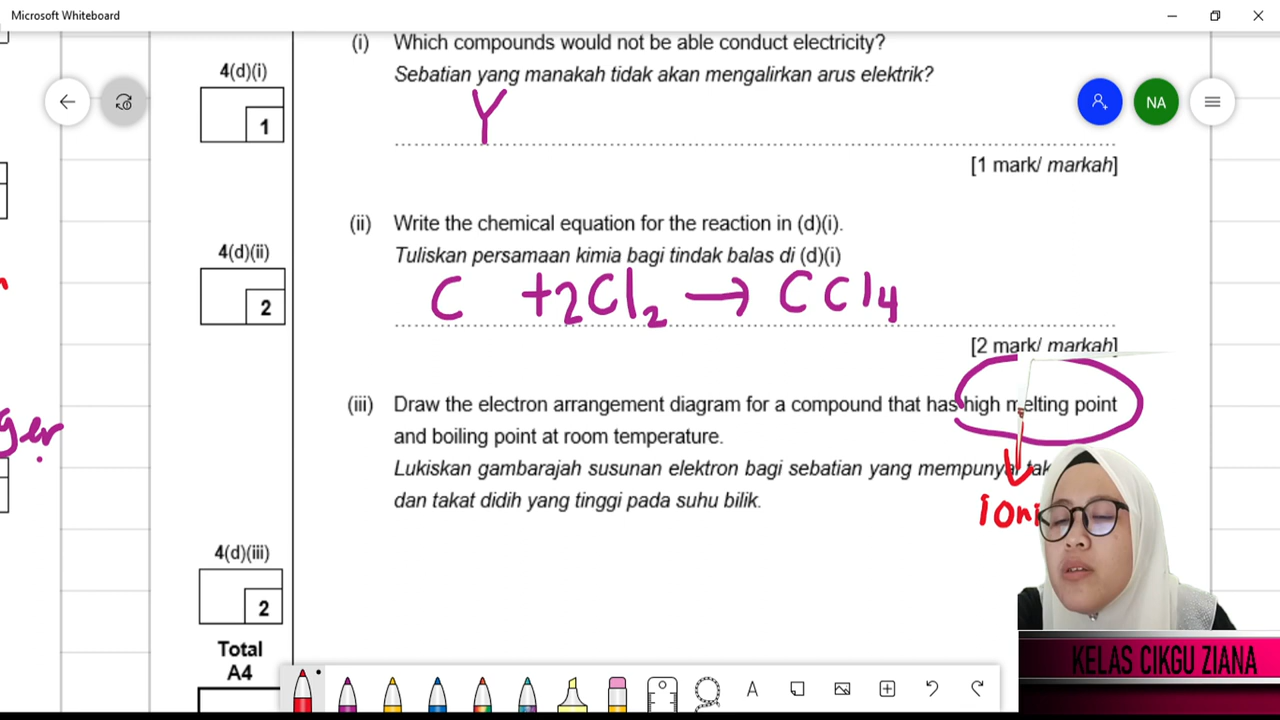 Microsoft Whiteboard
(i) Which compounds would not be able conduct electricity?
4(d)(i)
Sebatian yang manakah tidak akan mengalirkan arus elektrik?
Y
NA
1
[1 mark/ markah]
(ii) Write the chemical equation for the reaction in (d)(i).
4(d)(ii)
Tuliskan persamaan kimia bagi tindak balas di (d)(i)
C + 2Cl₂ → CCl₄
2
[2 mark/ markah]
(iii) Draw the electron arrangement diagram for a compound that has high melting point
and boiling point at room temperature.
Lukiskan gambarajah susunan elektron bagi sebatian yang mempunyai
dan takat didih yang tinggi pada suhu bilik.
4(d)(iii)
2
Total
A4
KELAS CIKGU ZIANA